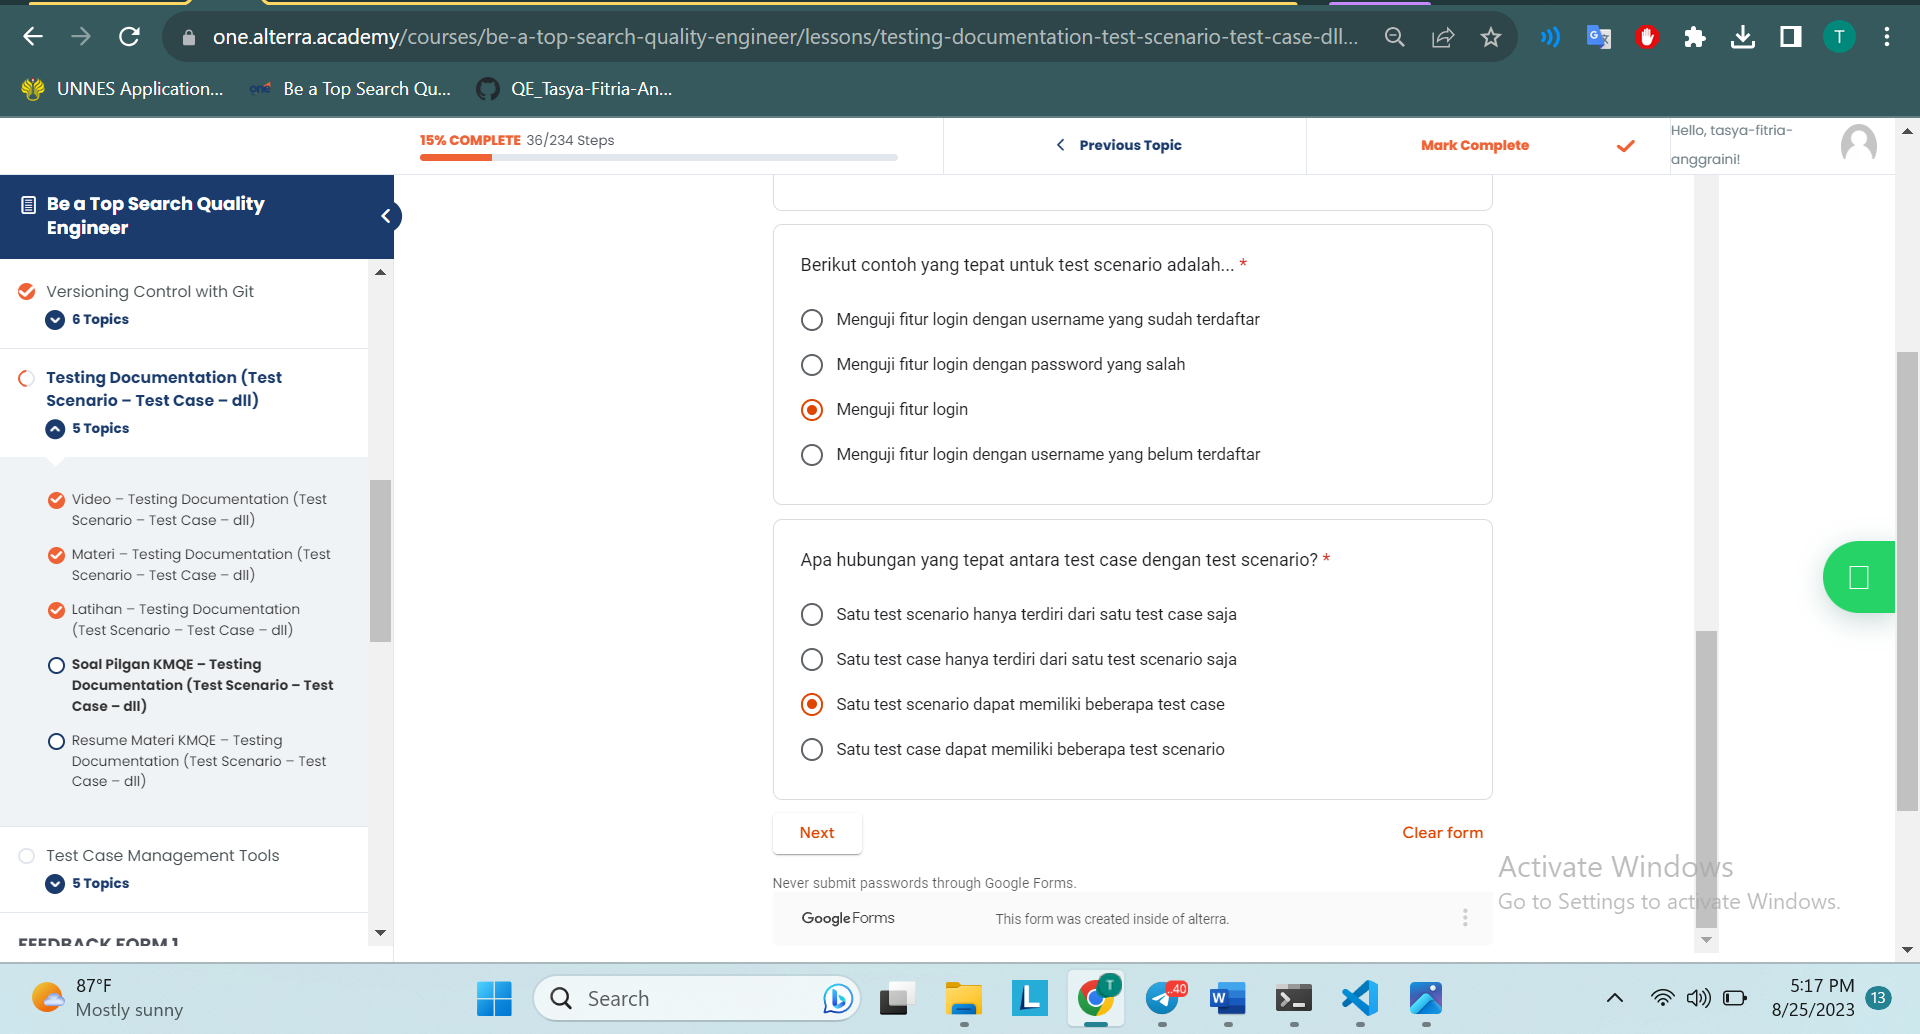 one.alterra.academy/courses/be-a-top-search-quality-engineer/lessons/testing-documentation-test-scenario-test-case-dll...
T
UNNES Application...
one
Be a Top Search Qu...
QE_Tasya-Fitria-An...
15% COMPLETE 36/234 Steps
Previous Topic
Mark Complete
Hello, tasya-fitria-
anggraini!
Be a Top Search Quality
Engineer
Versioning Control with Git
6 Topics
Testing Documentation (Test
Scenario – Test Case – dll)
5 Topics
Video – Testing Documentation (Test
Scenario – Test Case – dll)
Materi – Testing Documentation (Test
Scenario – Test Case – dll)
Latihan – Testing Documentation
(Test Scenario – Test Case – dll)
Soal Pilgan KMQE – Testing
Documentation (Test Scenario – Test
Case – dll)
Resume Materi KMQE – Testing
Documentation (Test Scenario – Test
Case – dll)
Test Case Management Tools
5 Topics
FEEDBACK FORM 1
Berikut contoh yang tepat untuk test scenario adalah... *
Menguji fitur login dengan username yang sudah terdaftar
Menguji fitur login dengan password yang salah
Menguji fitur login
Menguji fitur login dengan username yang belum terdaftar
Apa hubungan yang tepat antara test case dengan test scenario? *
Satu test scenario hanya terdiri dari satu test case saja
Satu test case hanya terdiri dari satu test scenario saja
Satu test scenario dapat memiliki beberapa test case
Satu test case dapat memiliki beberapa test scenario
Next
Clear form
Never submit passwords through Google Forms.
Google Forms
This form was created inside of alterra.
Activate Windows
Go to Settings to activate Windows.
87°F
Mostly sunny
Search
L
T
..40
W
5:17 PM
8/25/2023
13